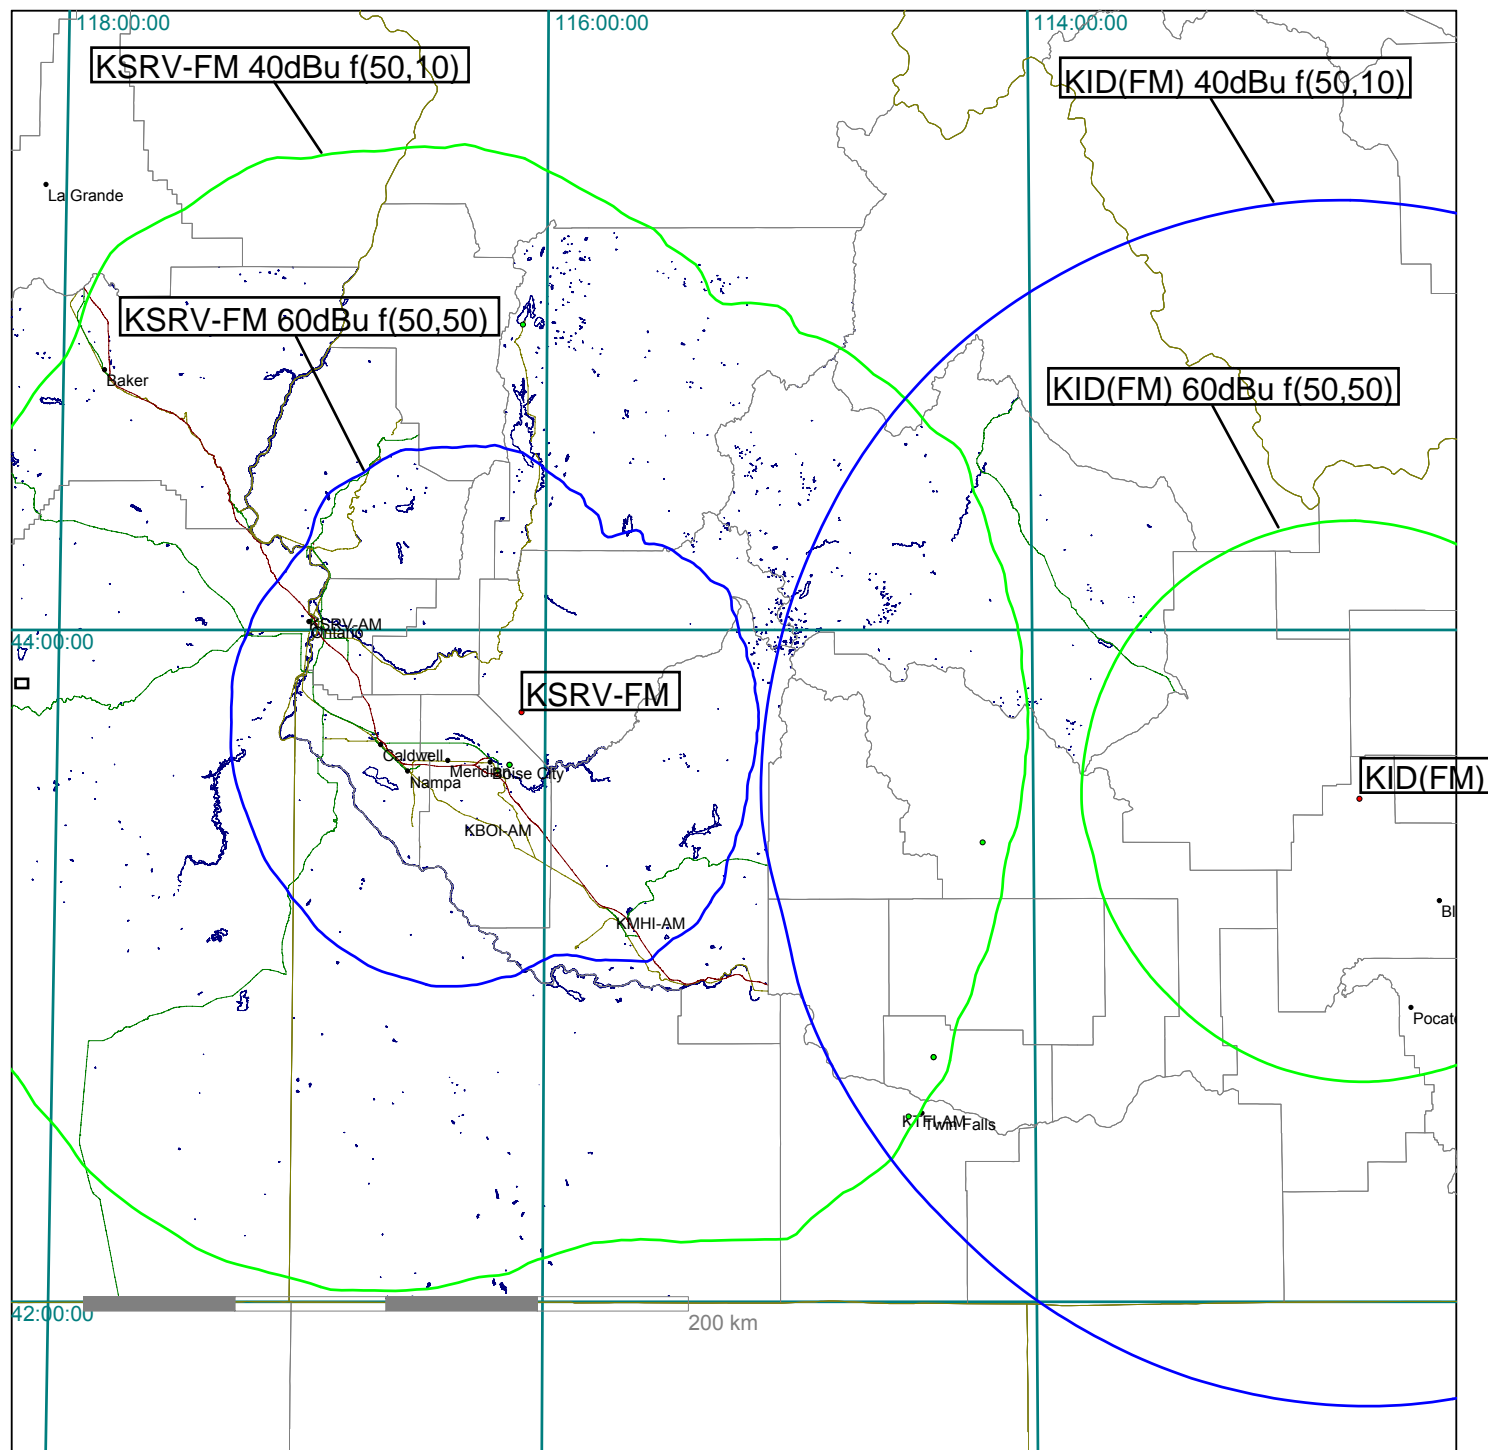 118:00:00
116:00:00
114:00:00
KSRV-FM 40dBu f(50,10)
KID(FM) 40dBu f(50,10)
La Grande
KSRV-FM 60dBu f(50,50)
Baker
KID(FM) 60dBu f(50,50)
KSRV-AM
Ontario
44:00:00
KSRV-FM
Caldwell
Meridian
Boise City
Nampa
KID(FM)
KBOI-AM
Bl
KMHI-AM
Pocat
KTFI-AM
Twin Falls
42:00:00
200 km